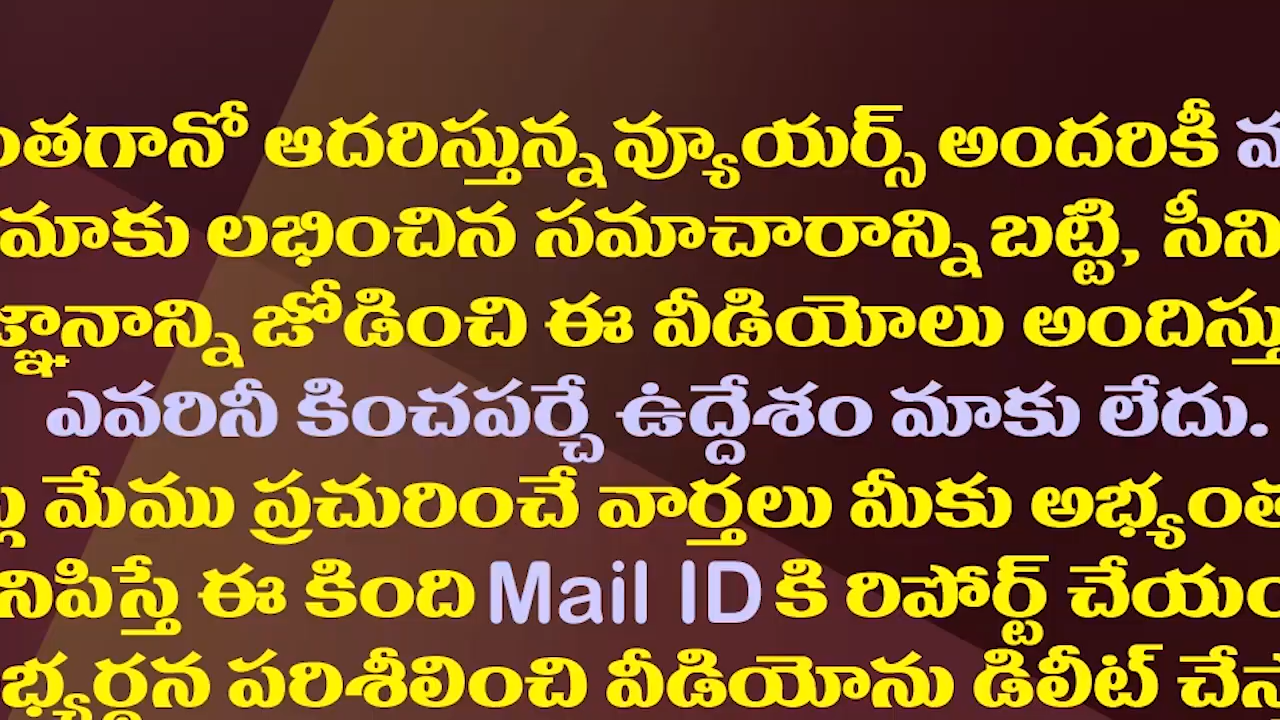 ంతగానో ఆదరిస్తున్న వ్యూయర్స్ అందరికీ
మాకు లభించిన సమాచారాన్ని బట్టి, సీని
జ్ఞానాన్ని జోడించి ఈ వీడియోలు అందిస్తు
ఎవరినీ కించపర్చే ఉద్దేశం మాకు లేదు.
మేము ప్రచురించే వార్తలు మీకు అభ్యంత
నిపిస్తే ఈ కింది Mail ID కి రిపోర్ట్ చేయం
భ్యర్థన పరిశీలించి వీడియోను డిలీట్ చేస